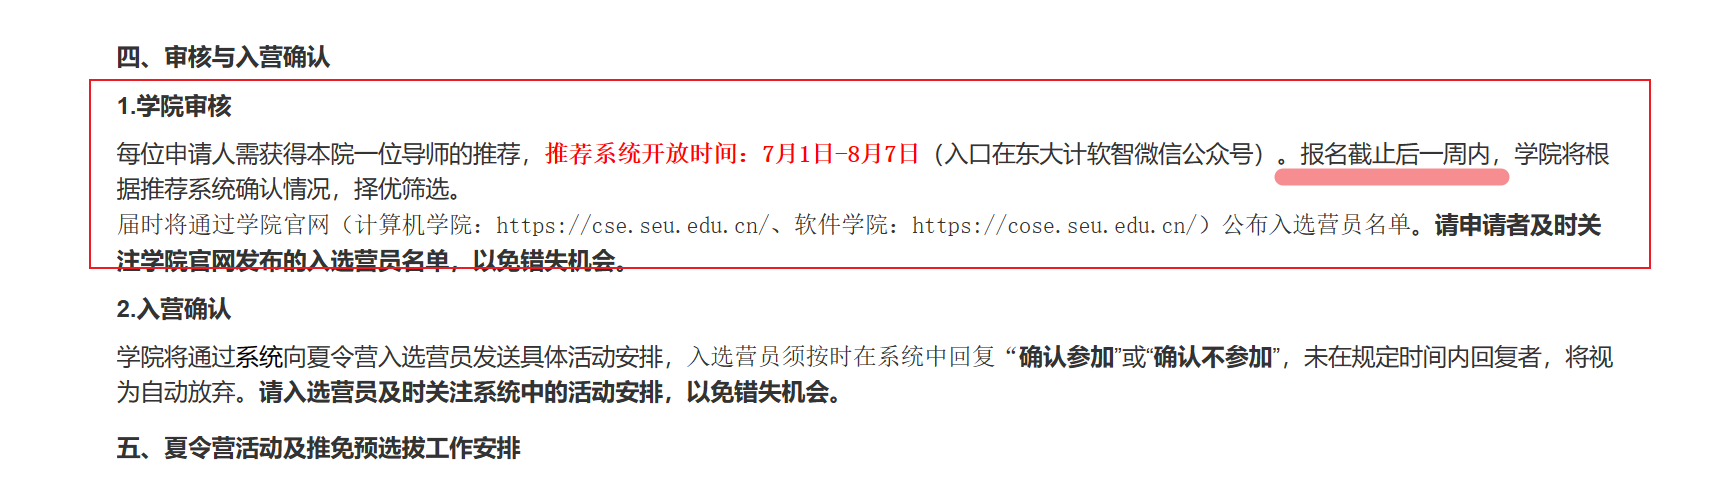 四、审核与入营确认
1.学院审核
每位申请人需获得本院一位导师的推荐，推荐系统开放时间：7月1日-8月7日（入口在东大计软智微信公众号）。报名截止后一周内，学院将根
据推荐系统确认情况，择优筛选。
届时将通过学院官网（计算机学院：https://cse.seu.edu.cn/、软件学院：https://cose.seu.edu.cn/）公布入选营员名单。请申请者及时关
注学院官网发布的入选营员名单，以免错失机会。
2.入营确认
学院将通过系统向夏令营入选营员发送具体活动安排，入选营员须按时在系统中回复“确认参加”或“确认不参加”，未在规定时间内回复者，将视
为自动放弃。请入选营员及时关注系统中的活动安排，以免错失机会。
五、夏令营活动及推免预选拔工作安排